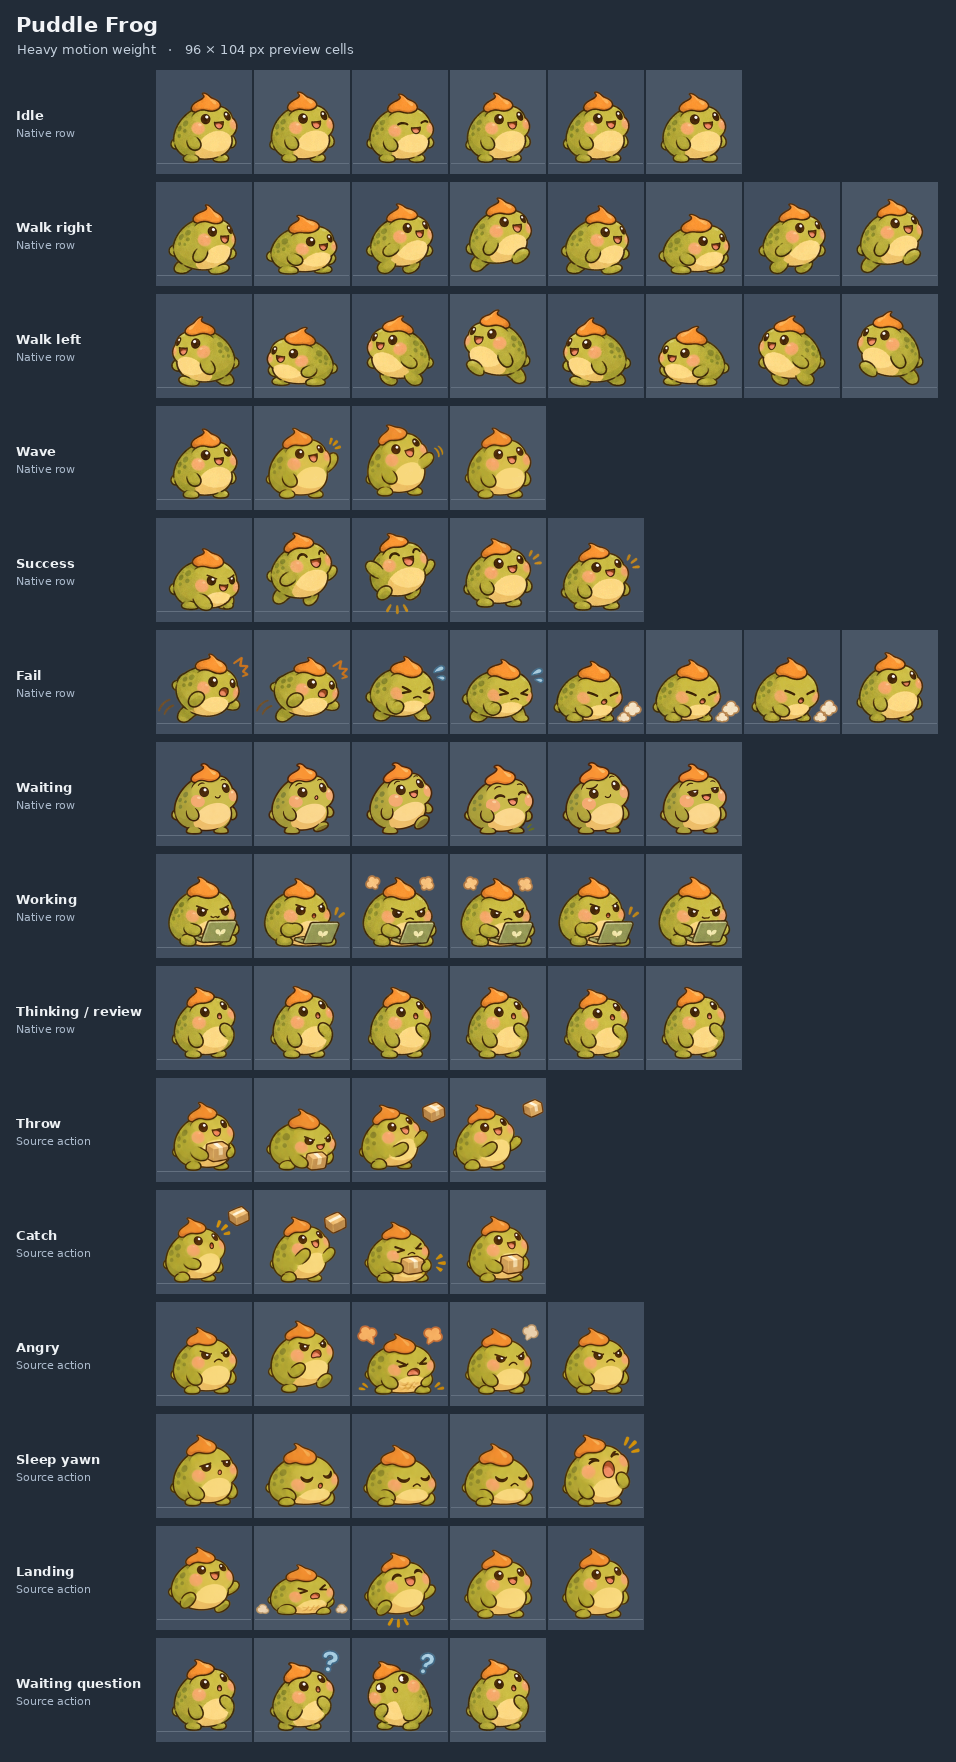 Puddle Frog
Heavy motion weight · 96 × 104 px preview cells
Idle
Native row
Walk right
Native row
Walk left
Native row
Wave
Native row
Success
Native row
Fail
Native row
Waiting
Native row
Working
Native row
Thinking / review
Native row
Throw
Source action
Catch
Source action
Angry
Source action
Sleep yawn
Source action
Landing
Source action
? ?
Waiting question
Source action